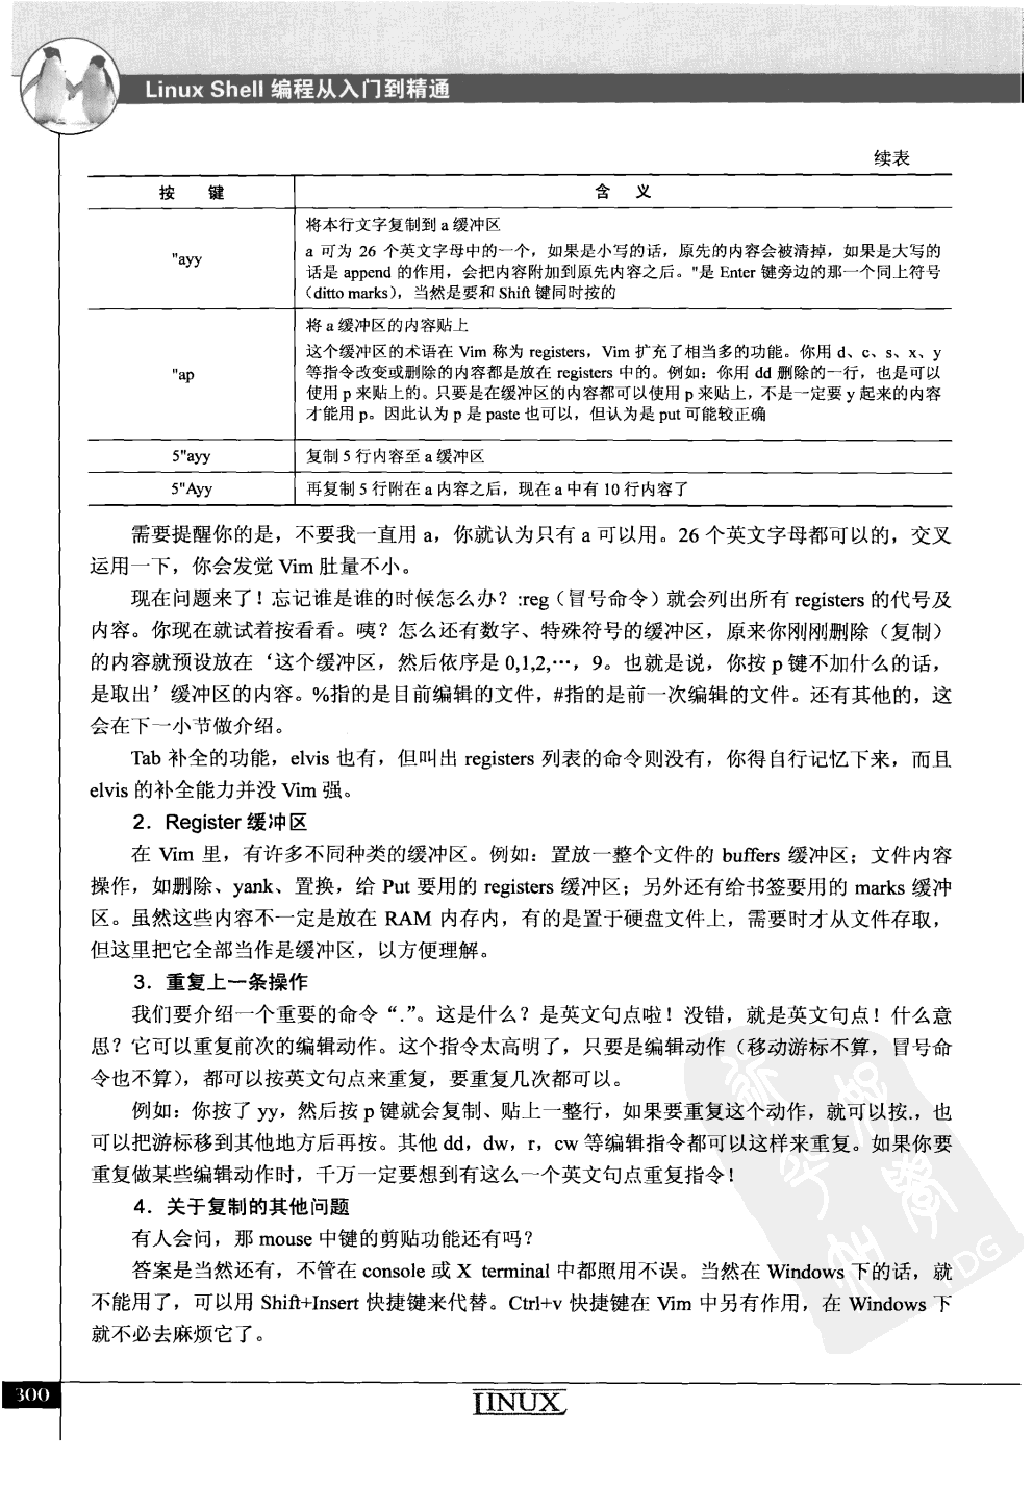 Linux Shell 编程从入门到精通
续表
按 键 含 义
"ayy
将本行文字复制到 a 缓冲区
a 可为 26 个英文字母中的一个，如果是小写的话，原先的内容会被清掉，如果是大写的
话是 append 的作用，会把内容附加到原先内容之后。"是 Enter 键旁边的那一个同上符号
（ditto marks），当然是要和 Shift 键同时按的
"ap
将 a 缓冲区的内容贴上
这个缓冲区的术语在 Vim 称为 registers，Vim 扩充了相当多的功能。你用 d、c、s、x、y
等指令改变或删除的内容都是放在 registers 中的。例如：你用 dd 删除的一行，也是可以
使用 p 来贴上的。只要是在缓冲区的内容都可以使用 p 来贴上，不是一定要 y 起来的内容
才能用 p。因此认为 p 是 paste 也可以，但认为是 put 可能较正确
5"ayy 复制 5 行内容至 a 缓冲区
5"Ayy 再复制 5 行附在 a 内容之后，现在 a 中有 10 行内容了
需要提醒你的是，不要我一直用 a，你就认为只有 a 可以用。26 个英文字母都可以的，交叉
运用一下，你会发觉 Vim 肚量不小。
现在问题来了！忘记谁是谁的时候怎么办？:reg（冒号命令）就会列出所有 registers 的代号及
内容。你现在就试着按看看。咦？怎么还有数字、特殊符号的缓冲区，原来你刚刚删除（复制）
的内容就预设放在‘这个缓冲区，然后依序是 0,1,2,…，9。也就是说，你按 p 键不加什么的话，
是取出’缓冲区的内容。%指的是目前编辑的文件，#指的是前一次编辑的文件。还有其他的，这
会在下一小节做介绍。
Tab 补全的功能，elvis 也有，但叫出 registers 列表的命令则没有，你得自行记忆下来，而且
elvis 的补全能力并没 Vim 强。
2．Register 缓冲区
在 Vim 里，有许多不同种类的缓冲区。例如：置放一整个文件的 buffers 缓冲区；文件内容
操作，如删除、yank、置换，给 Put 要用的 registers 缓冲区；另外还有给书签要用的 marks 缓冲
区。虽然这些内容不一定是放在 RAM 内存内，有的是置于硬盘文件上，需要时才从文件存取，
但这里把它全部当作是缓冲区，以方便理解。
3．重复上一条操作
我们要介绍一个重要的命令“.”。这是什么？是英文句点啦！没错，就是英文句点！什么意
思？它可以重复前次的编辑动作。这个指令太高明了，只要是编辑动作（移动游标不算，冒号命
令也不算），都可以按英文句点来重复，要重复几次都可以。
例如：你按了 yy，然后按 p 键就会复制、贴上一整行，如果要重复这个动作，就可以按.，也
可以把游标移到其他地方后再按。其他 dd，dw，r，cw 等编辑指令都可以这样来重复。如果你要
重复做某些编辑动作时，千万一定要想到有这么一个英文句点重复指令！
4．关于复制的其他问题
有人会问，那 mouse 中键的剪贴功能还有吗？
答案是当然还有，不管在 console 或 X terminal 中都照用不误。当然在 Windows 下的话，就
不能用了，可以用 Shift+Insert 快捷键来代替。Ctrl+v 快捷键在 Vim 中另有作用，在 Windows 下
就不必去麻烦它了。
300
LINUX